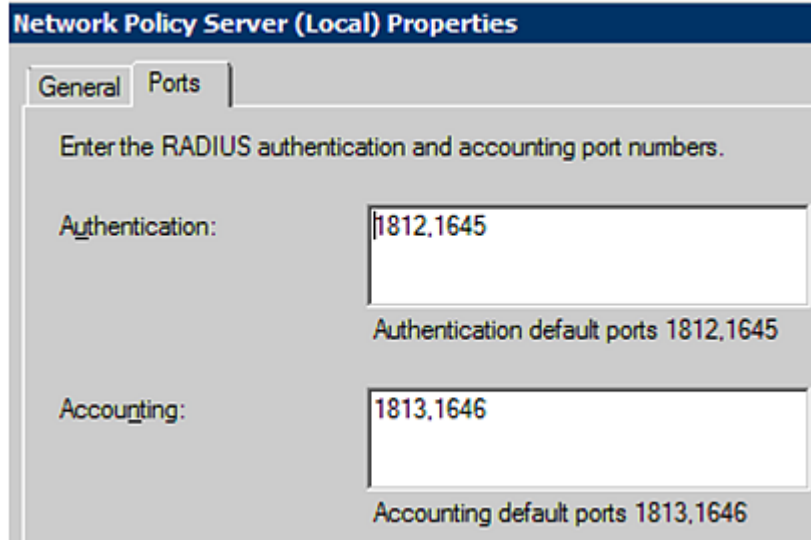 Network Policy Server (Local) Properties
General Ports
Enter the RADIUS authentication and accounting port numbers.
Authentication: 1812,1645
Authentication default ports 1812,1645
Accounting: 1813,1646
Accounting default ports 1813,1646